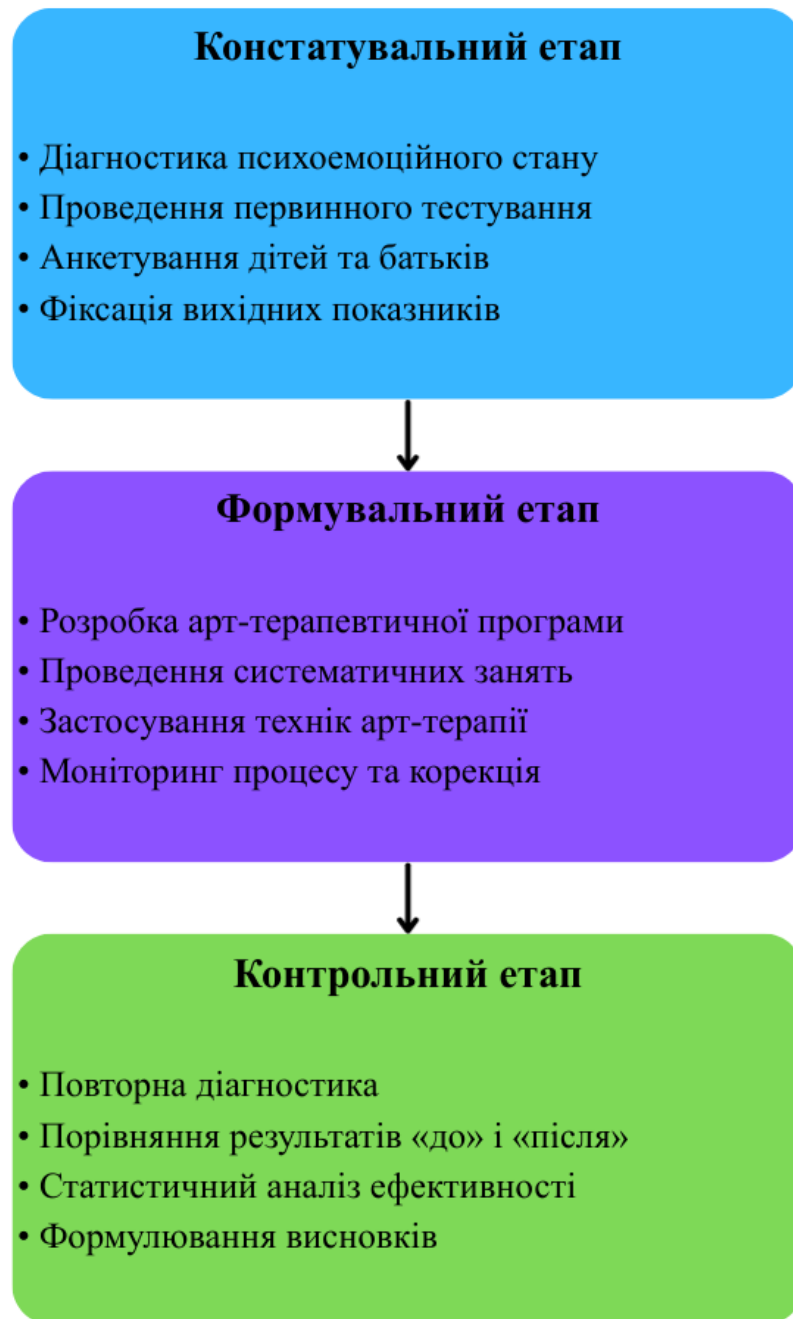 Констатувальний етап
• Діагностика психоемоційного стану
• Проведення первинного тестування
• Анкетування дітей та батьків
• Фіксація вихідних показників
Формувальний етап
• Розробка арт-терапевтичної програми
• Проведення систематичних занять
• Застосування технік арт-терапії
• Моніторинг процесу та корекція
Контрольний етап
• Повторна діагностика
• Порівняння результатів «до» і «після»
• Статистичний аналіз ефективності
• Формулювання висновків